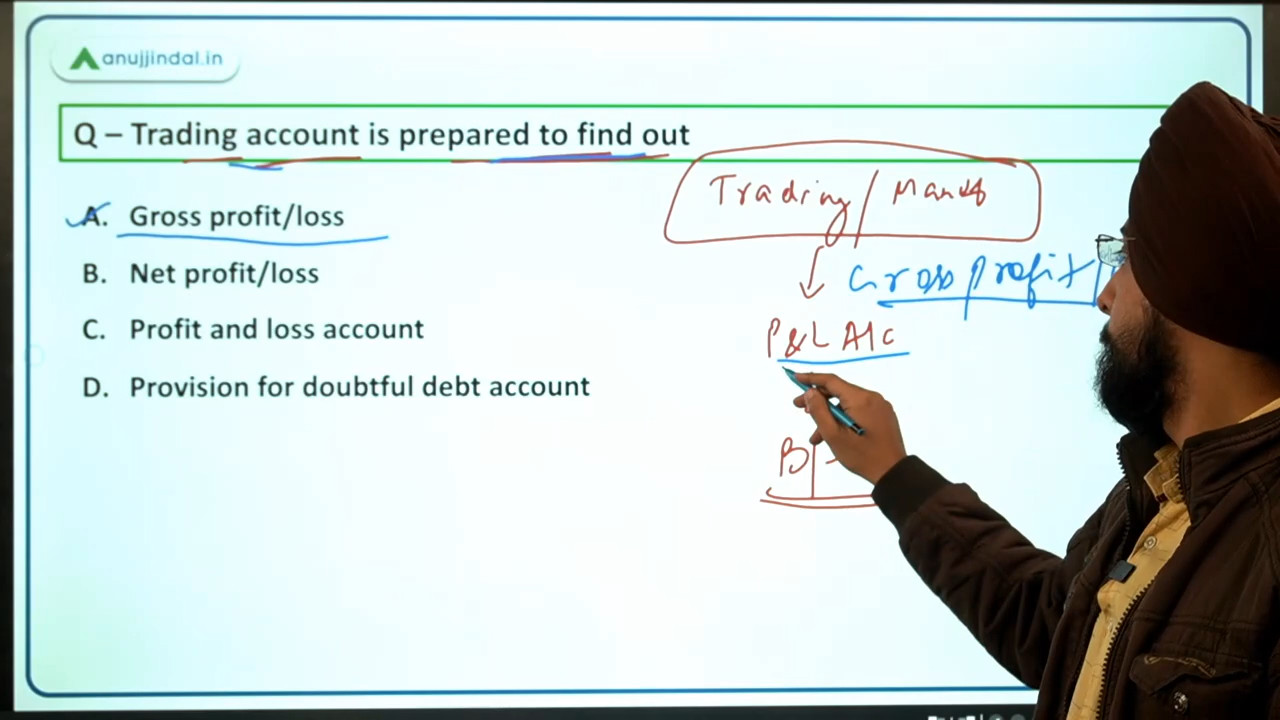 anujjindal.in
Q – Trading account is prepared to find out
A. Gross profit/loss
B. Net profit/loss
C. Profit and loss account
D. Provision for doubtful debt account
Trading / Manuf
Gross profit /
P&L A/c
B